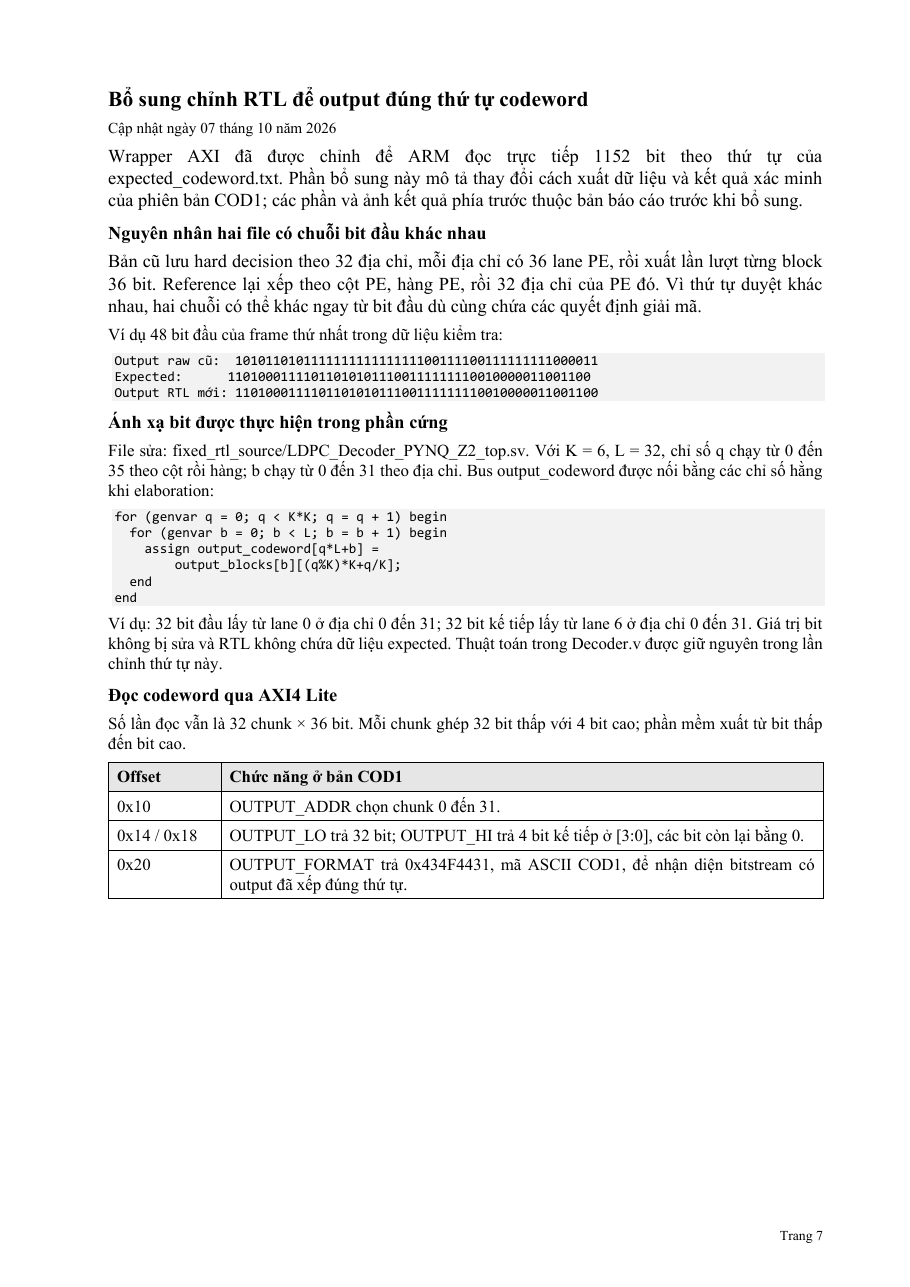 Bổ sung chỉnh RTL để output đúng thứ tự codeword
Cập nhật ngày 07 tháng 10 năm 2026
Wrapper AXI đã được chỉnh để ARM đọc trực tiếp 1152 bit theo thứ tự của
expected_codeword.txt. Phần bổ sung này mô tả thay đổi cách xuất dữ liệu và kết quả xác minh
của phiên bản COD1; các phần và ảnh kết quả phía trước thuộc bản báo cáo trước khi bổ sung.
Nguyên nhân hai file có chuỗi bit đầu khác nhau
Bản cũ lưu hard decision theo 32 địa chỉ, mỗi địa chỉ có 36 lane PE, rồi xuất lần lượt từng block
36 bit. Reference lại xếp theo cột PE, hàng PE, rồi 32 địa chỉ của PE đó. Vì thứ tự duyệt khác
nhau, hai chuỗi có thể khác ngay từ bit đầu dù cùng chứa các quyết định giải mã.
Ví dụ 48 bit đầu của frame thứ nhất trong dữ liệu kiểm tra:
Output raw cũ:  101011010111111111111111100111100111111111000011
Expected:      110100011110110101011100111111110010000011001100
Output RTL mới: 110100011110110101011100111111110010000011001100
Ánh xạ bit được thực hiện trong phần cứng
File sửa: fixed_rtl_source/LDPC_Decoder_PYNQ_Z2_top.sv. Với K = 6, L = 32, chỉ số q chạy từ 0 đến
35 theo cột rồi hàng; b chạy từ 0 đến 31 theo địa chỉ. Bus output_codeword được nối bằng các chỉ số hằng
khi elaboration:
for (genvar q = 0; q < K*K; q = q + 1) begin
  for (genvar b = 0; b < L; b = b + 1) begin
    assign output_codeword[q*L+b] =
        output_blocks[b][(q%K)*K+q/K];
  end
end
Ví dụ: 32 bit đầu lấy từ lane 0 ở địa chỉ 0 đến 31; 32 bit kế tiếp lấy từ lane 6 ở địa chỉ 0 đến 31. Giá trị bit
không bị sửa và RTL không chứa dữ liệu expected. Thuật toán trong Decoder.v được giữ nguyên trong lần
chỉnh thứ tự này.
Đọc codeword qua AXI4 Lite
Số lần đọc vẫn là 32 chunk × 36 bit. Mỗi chunk ghép 32 bit thấp với 4 bit cao; phần mềm xuất từ bit thấp
đến bit cao.
Offset	Chức năng ở bản COD1
0x10	OUTPUT_ADDR chọn chunk 0 đến 31.
0x14 / 0x18	OUTPUT_LO trả 32 bit; OUTPUT_HI trả 4 bit kế tiếp ở [3:0], các bit còn lại bằng 0.
0x20	OUTPUT_FORMAT trả 0x434F4431, mã ASCII COD1, để nhận diện bitstream có
output đã xếp đúng thứ tự.
Trang 7